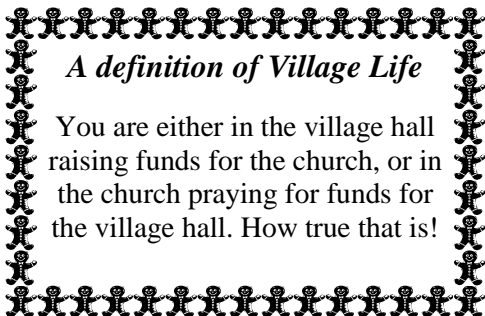 A definition of Village Life
You are either in the village hall
raising funds for the church, or in
the church praying for funds for
the village hall. How true that is!